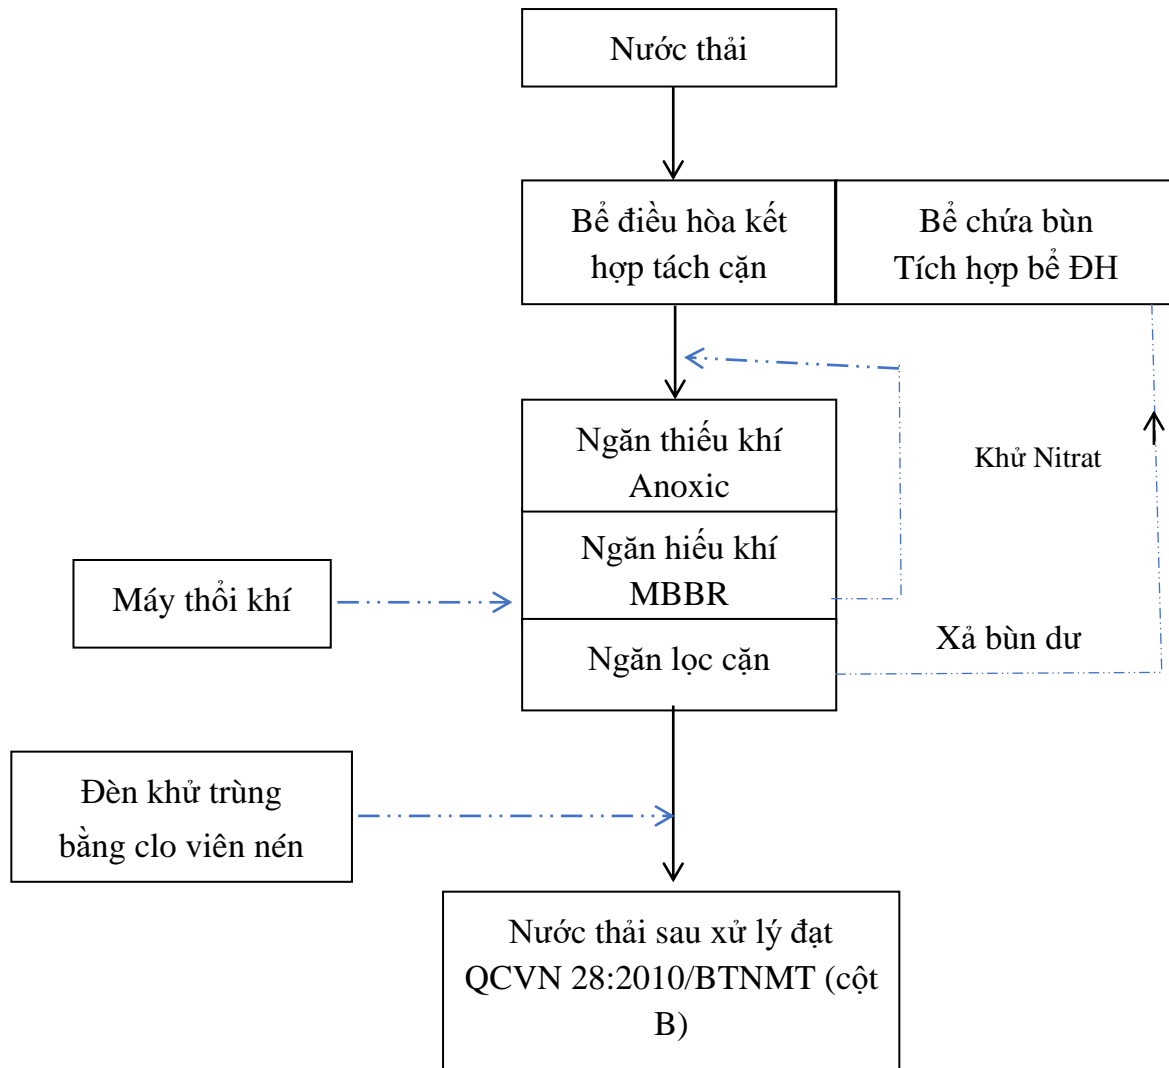 Nước thải
Bể điều hòa kết
hợp tách cặn
Bể chứa bùn
Tích hợp bể ĐH
Ngăn thiếu khí
Anoxic
Khử Nitrat
Ngăn hiếu khí
MBBR
Máy thổi khí
Xả bùn dư
Ngăn lọc cặn
Đèn khử trùng
bằng clo viên nén
Nước thải sau xử lý đạt
QCVN 28:2010/BTNMT (cột
B)